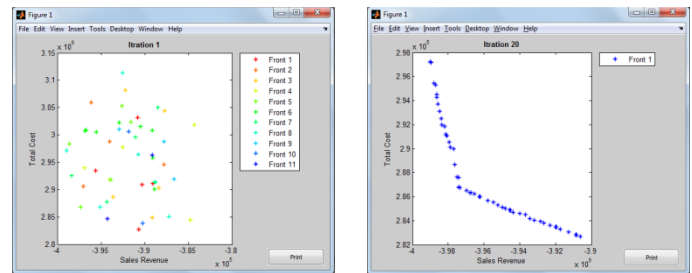 Figure 1
File Edit View Insert Tools Desktop Window Help
Itration 1
x 10^6
3.15
3.1
3.05
3
2.95
2.9
2.85
2.8
Total Cost
-4 -3.95 -3.9 -3.85 -3.8
Sales Revenue
x 10^5
Front 1
Front 2
Front 3
Front 4
Front 5
Front 6
Front 7
Front 8
Front 9
Front 10
Front 11
Print
Figure 1
File Edit View Insert Tools Desktop Window Help
Itration 20
2.98
2.96
2.94
2.92
2.9
2.88
2.86
2.84
2.82
Total Cost
-4 -3.98 -3.96 -3.94 -3.92 -3.9
Sales Revenue
x 10^5
Front 1
Print